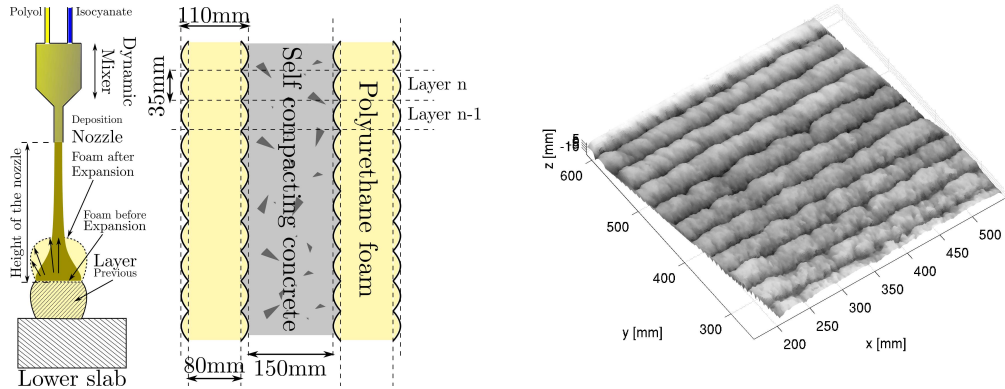 Polyol
Isocyanate
Dynamic
Mixer
Deposition
Nozzle
Height of the nozzle
Foam after
Expansion
Foam before
Expansion
Layer
Previous
Lower slab
110mm
35mm
Self compacting concrete
Polyurethane foam
Layer n
Layer n-1
80mm
150mm
z [mm]
600
500
400
300
y [mm]
200
250
300
350
400
450
500
x [mm]